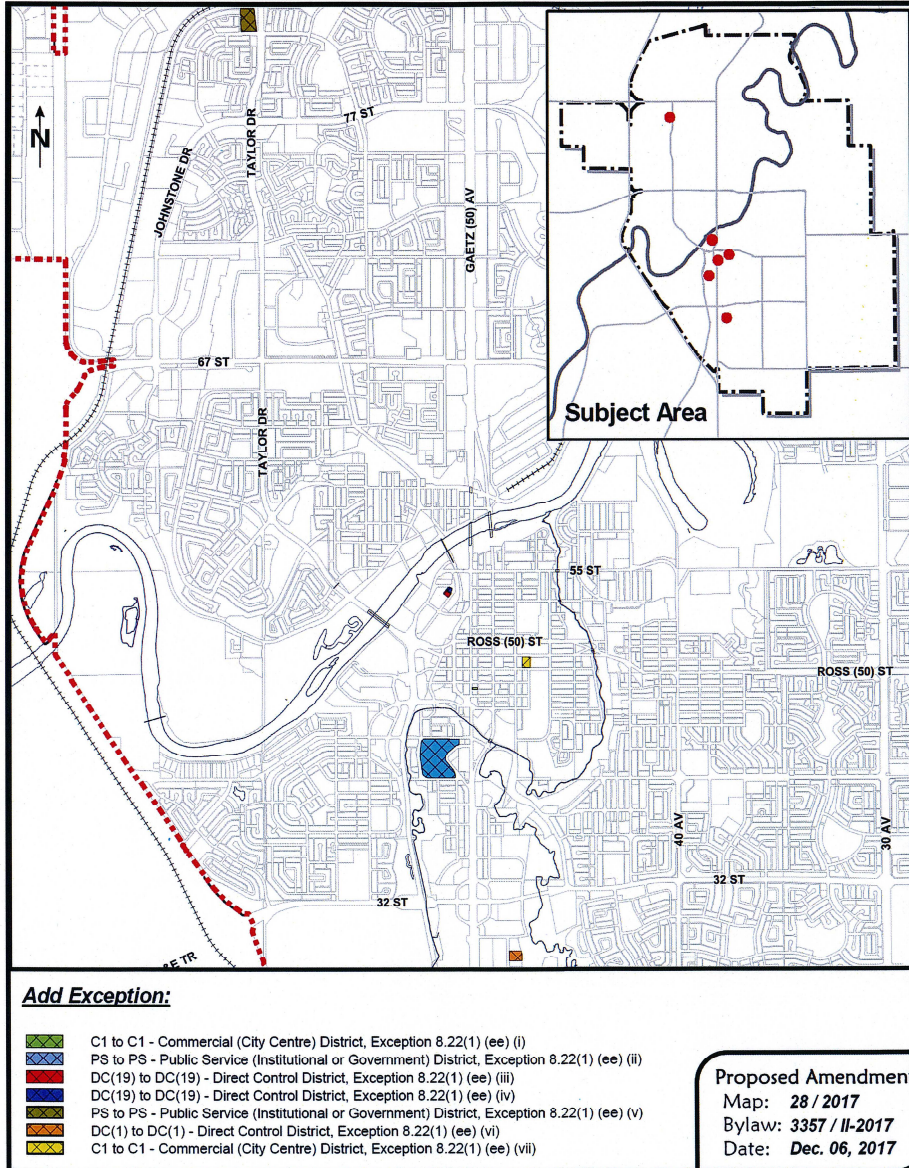 N
JOHNSTONE DR
TAYLOR DR
77 ST
GAETZ (50) AV
67 ST
TAYLOR DR
Subject Area
55 ST
ROSS (50) ST
ROSS (50) ST
40 AV
30 AV
32 ST
32 ST
&E TR
Add Exception:
C1 to C1 - Commercial (City Centre) District, Exception 8.22(1) (ee) (i)
PS to PS - Public Service (Institutional or Government) District, Exception 8.22(1) (ee) (ii)
DC(19) to DC(19) - Direct Control District, Exception 8.22(1) (ee) (iii)
DC(19) to DC(19) - Direct Control District, Exception 8.22(1) (ee) (iv)
PS to PS - Public Service (Institutional or Government) District, Exception 8.22(1) (ee) (v)
DC(1) to DC(1) - Direct Control District, Exception 8.22(1) (ee) (vi)
C1 to C1 - Commercial (City Centre) District, Exception 8.22(1) (ee) (vii)
Proposed Amendment
Map: 28 / 2017
Bylaw: 3357 / II-2017
Date: Dec. 06, 2017